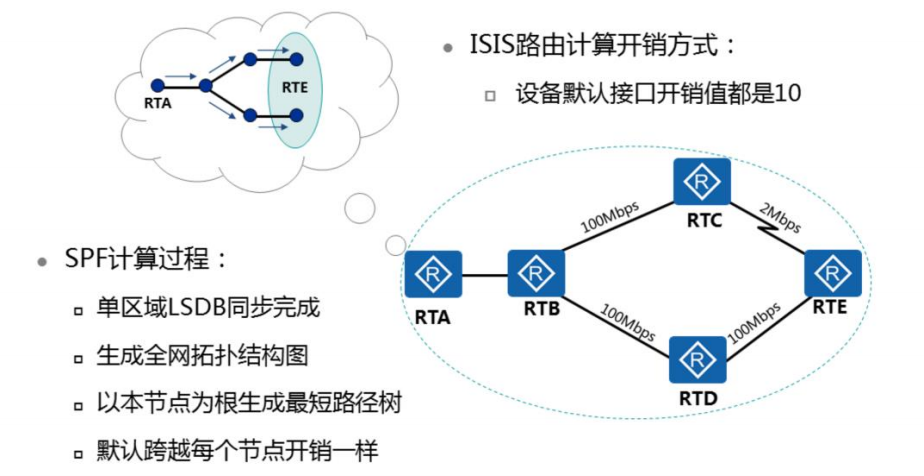 RTA
RTE
ISIS路由计算开销方式：
设备默认接口开销值都是10
SPF计算过程：
单区域LSDB同步完成
生成全网拓扑结构图
以本节点为根生成最短路径树
默认跨越每个节点开销一样
R
RTC
100Mbps
2Mbps
R
RTA
R
RTB
R
RTE
100Mbps
100Mbps
R
RTD